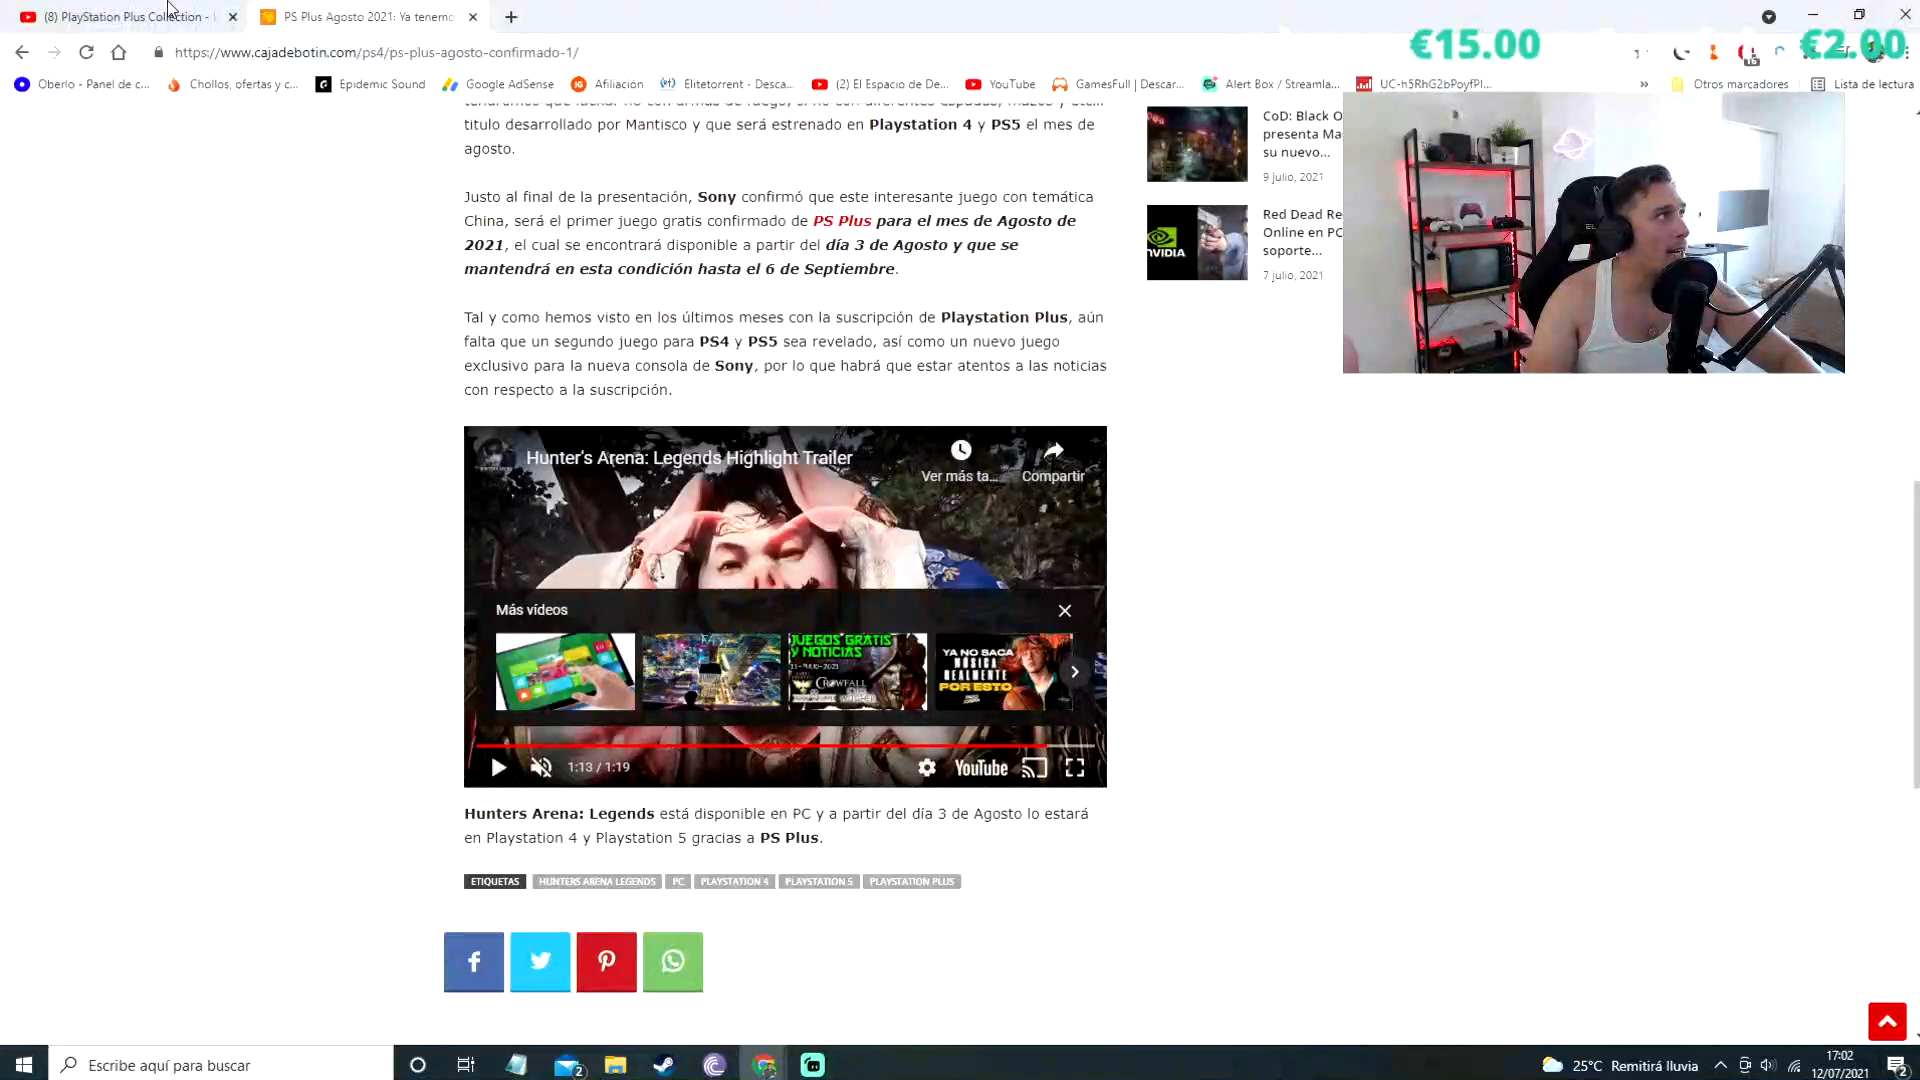 (8) PlayStation Plus Collection -
PS Plus Agosto 2021: Ya tenemo
https://www.cajadebotin.com/ps4/ps-plus-agosto-confirmado-1/
€15.00
€2.00
Oberlo - Panel de c...
Chollos, ofertas y c...
Epidemic Sound
Google AdSense
Afiliación
Elitetorrent - Desca...
(2) El Espacio de De...
YouTube
GamesFull | Descar...
Alert Box / Streamla...
UC-h5RhG2bPoyfPl...
»
Otros marcadores
Lista de lectura
titulo desarrollado por Mantisco y que será estrenado en Playstation 4 y PS5 el mes de
agosto.
Justo al final de la presentación, Sony confirmó que este interesante juego con temática
China, será el primer juego gratis confirmado de PS Plus para el mes de Agosto de
2021, el cual se encontrará disponible a partir del día 3 de Agosto y que se
mantendrá en esta condición hasta el 6 de Septiembre.
Tal y como hemos visto en los últimos meses con la suscripción de Playstation Plus, aún
falta que un segundo juego para PS4 y PS5 sea revelado, así como un nuevo juego
exclusivo para la nueva consola de Sony, por lo que habrá que estar atentos a las noticias
con respecto a la suscripción.
CoD: Black O
presenta Ma
su nuevo...
9 julio, 2021
NVIDIA
Red Dead Re
Online en PC
soporte...
7 julio, 2021
Hunter's Arena: Legends Highlight Trailer
Ver más ta...
Compartir
Más vídeos
JUEGOS GRATIS
Y NOTICIAS
CROWFALL
YA NO SACA
MÚSICA
REALMENTE
POR ESTO
1:13 / 1:19
YouTube
Hunters Arena: Legends está disponible en PC y a partir del día 3 de Agosto lo estará
en Playstation 4 y Playstation 5 gracias a PS Plus.
ETIQUETAS
HUNTERS ARENA LEGENDS
PC
PLAYSTATION 4
PLAYSTATION 5
PLAYSTATION PLUS
Escribe aquí para buscar
2
25°C Remitirá lluvia
17:02
12/07/2021
2